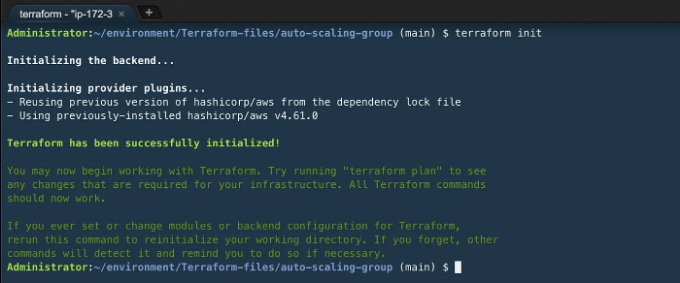 terraform - "ip-172-3
Administrator:~/environment/Terraform-files/auto-scaling-group (main) $ terraform init
Initializing the backend...
Initializing provider plugins...
- Reusing previous version of hashicorp/aws from the dependency lock file
- Using previously-installed hashicorp/aws v4.61.0
Terraform has been successfully initialized!
You may now begin working with Terraform. Try running "terraform plan" to see
any changes that are required for your infrastructure. All Terraform commands
should now work.
If you ever set or change modules or backend configuration for Terraform,
rerun this command to reinitialize your working directory. If you forget, other
commands will detect it and remind you to do so if necessary.
Administrator:~/environment/Terraform-files/auto-scaling-group (main) $